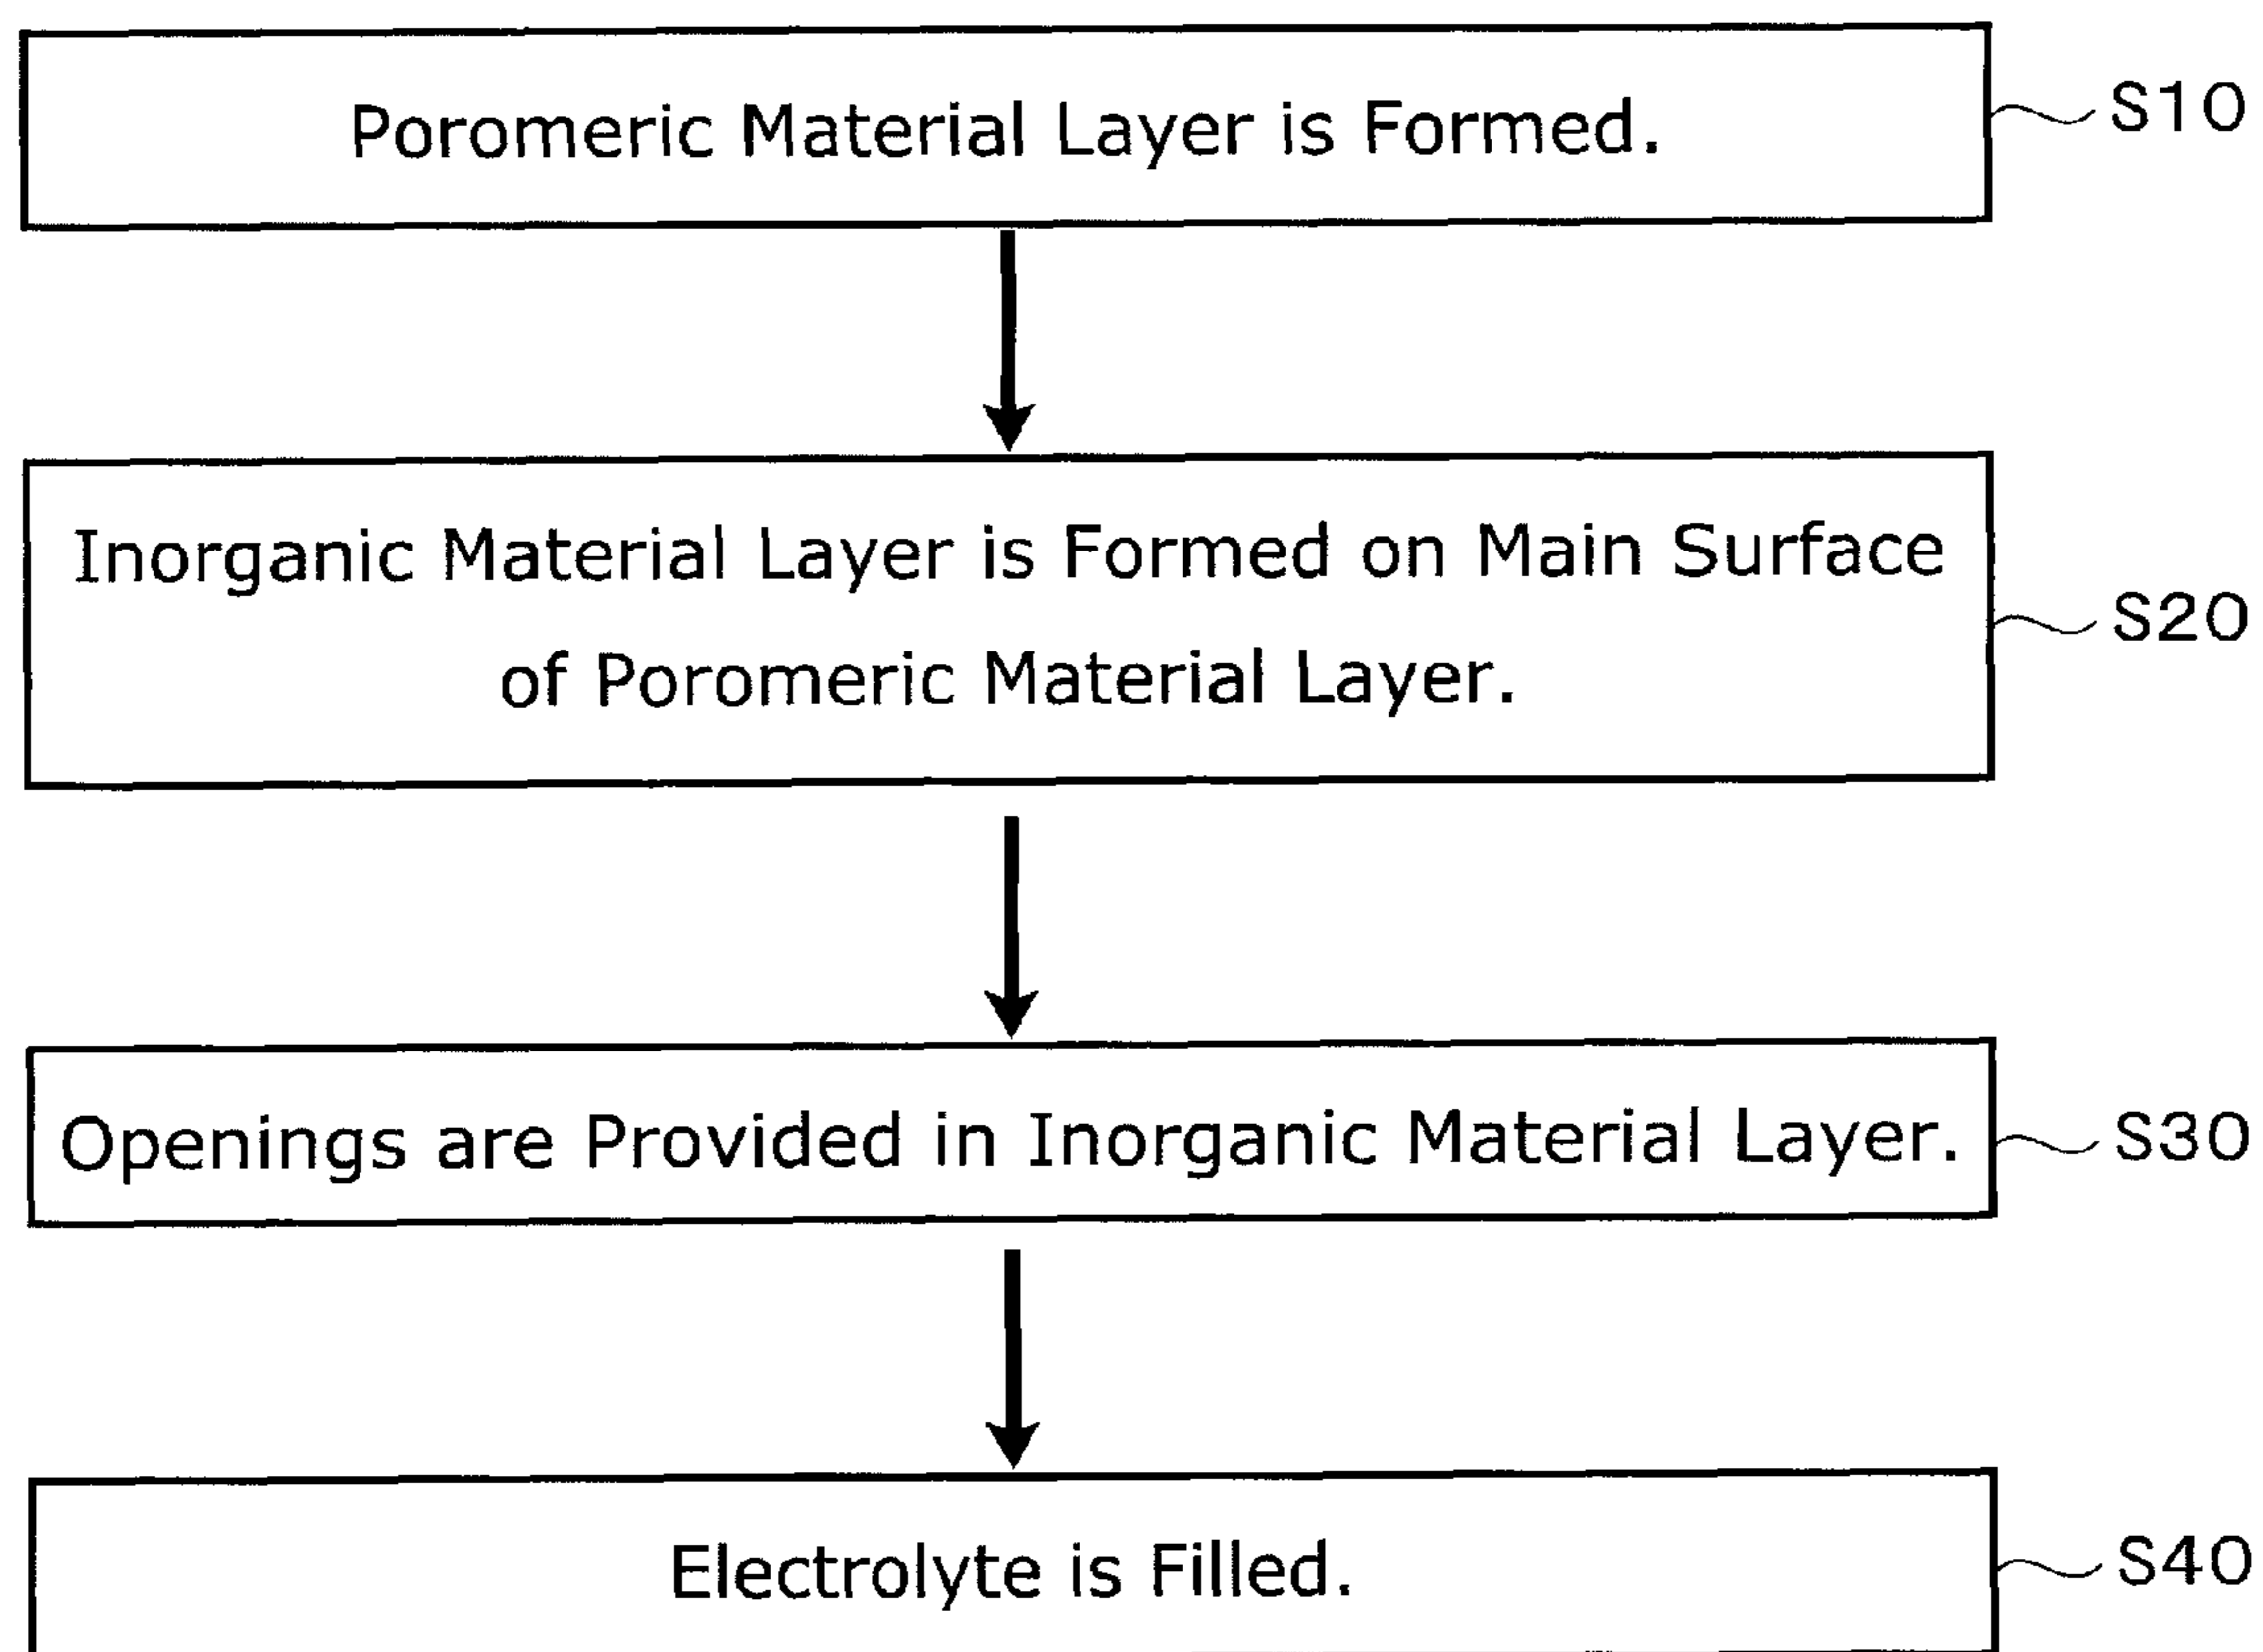 Poromeric Material Layer is Formed.
S10
Inorganic Material Layer is Formed on Main Surface
of Poromeric Material Layer.
S20
Openings are Provided in Inorganic Material Layer.
S30
Electrolyte is Filled.
S40